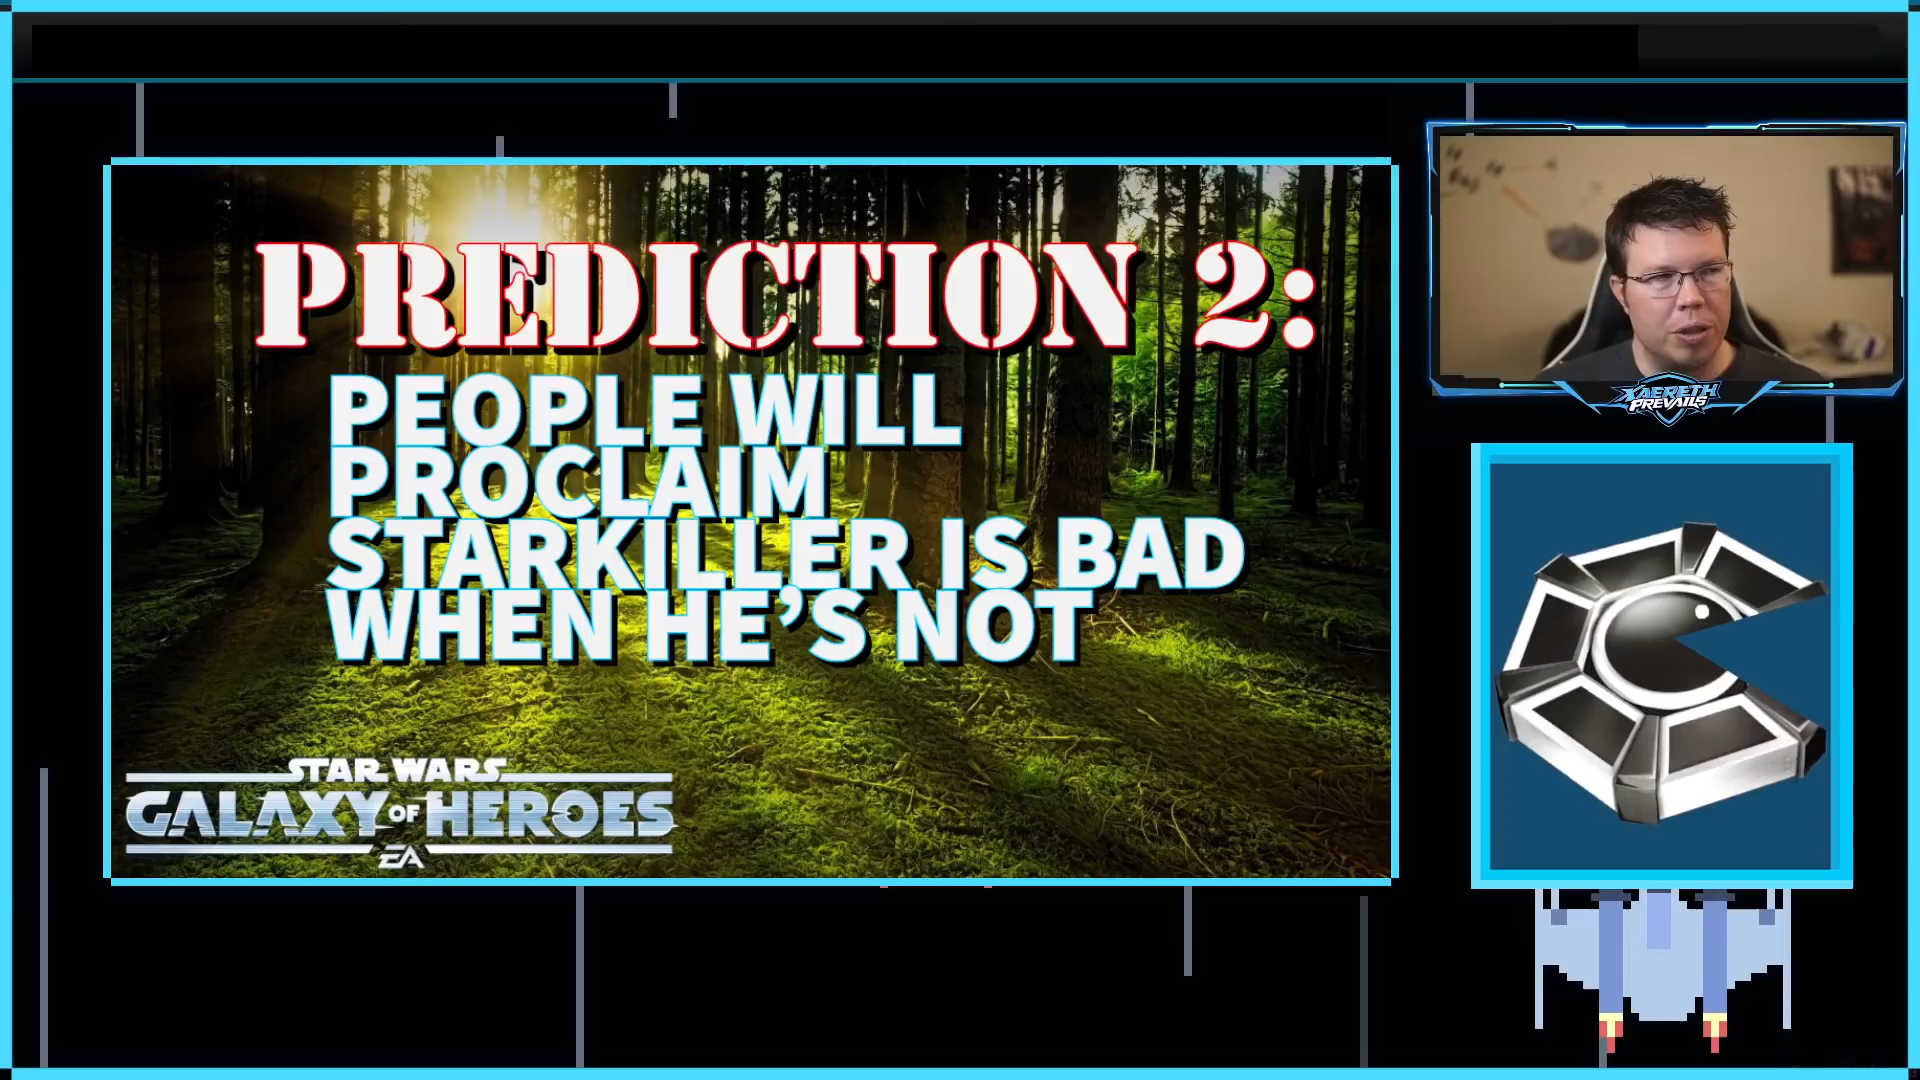 PREDICTION 2:
PEOPLE WILL
PROCLAIM
STARKILLER IS BAD
WHEN HE’S NOT
STAR WARS
GALAXY OF HEROES
EA
XAERETH
PREVAILS